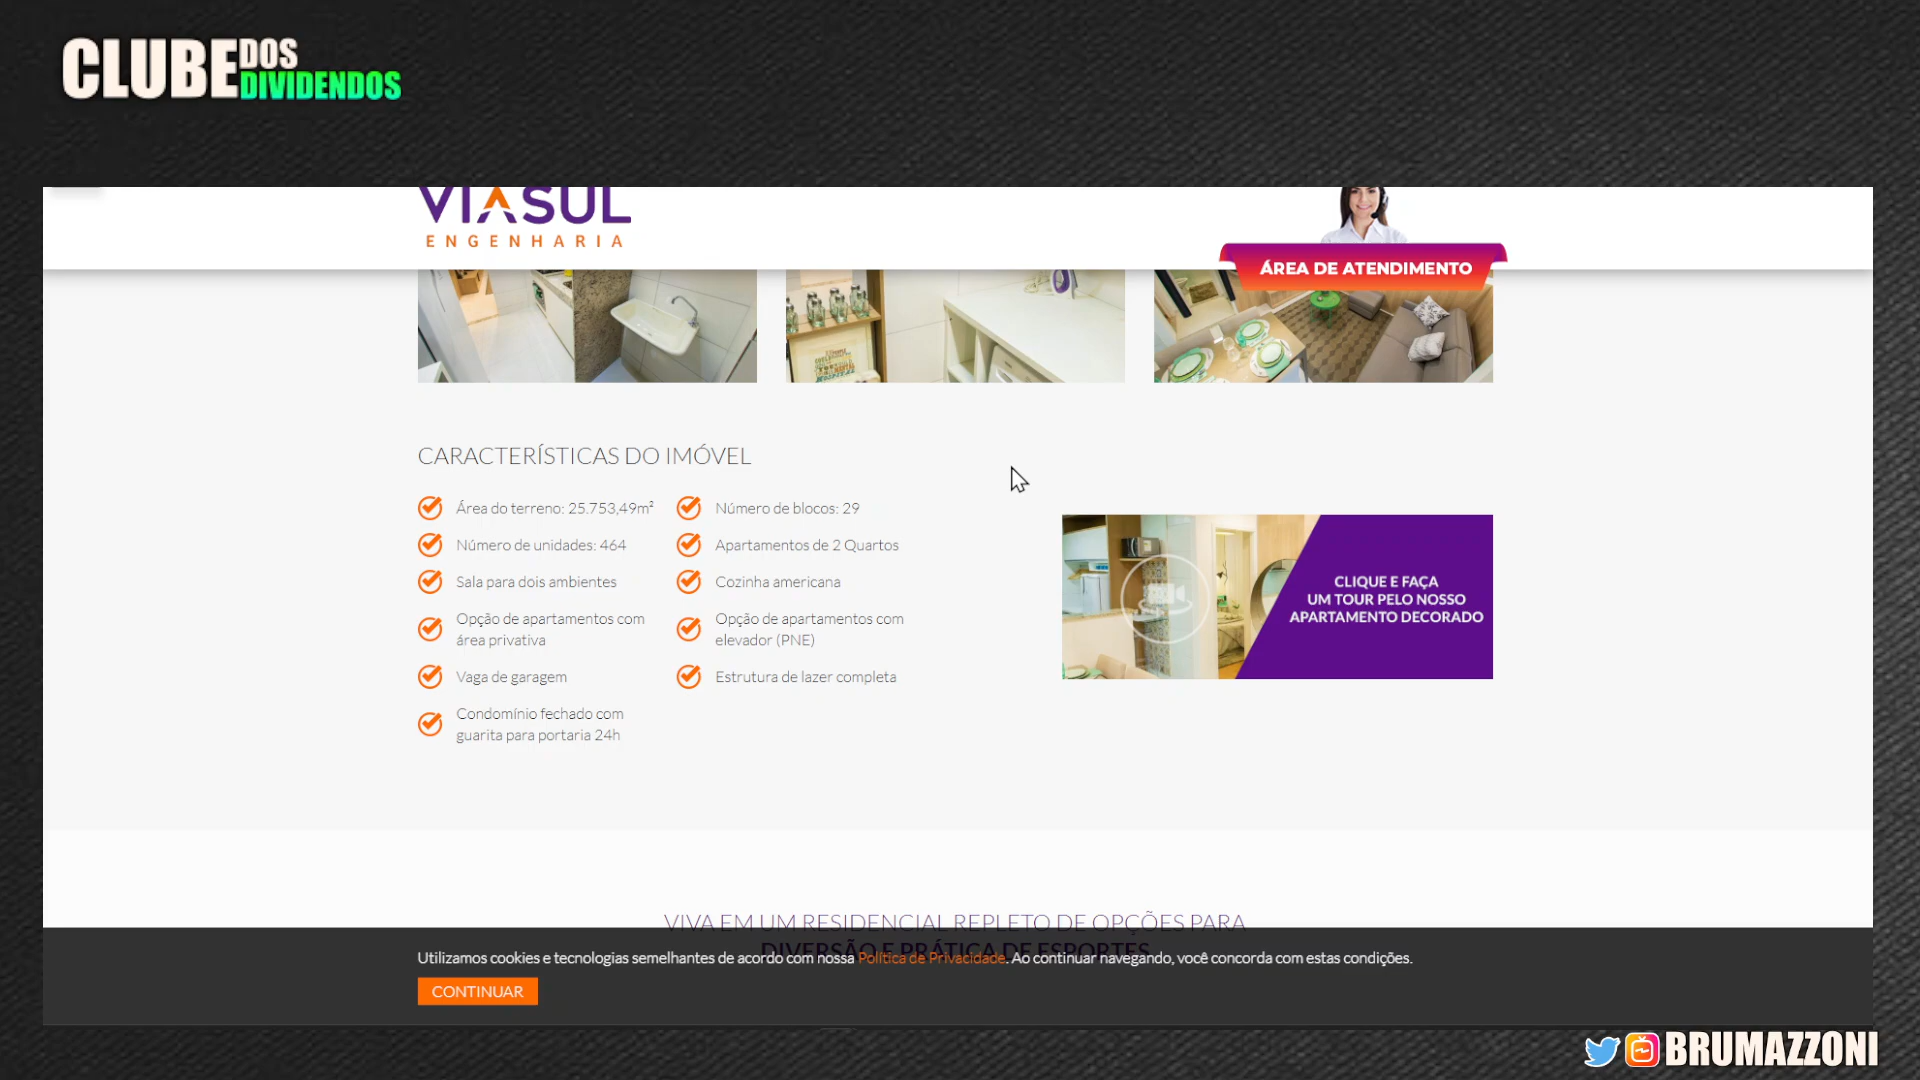 CLUBE DOS
DIVIDENDOS
VIASUL
ENGENHARIA
ÁREA DE ATENDIMENTO
CARACTERÍSTICAS DO IMÓVEL
Área do terreno: 25.753,49m²
Número de blocos: 29
Número de unidades: 464
Apartamentos de 2 Quartos
Sala para dois ambientes
Cozinha americana
Opção de apartamentos com
área privativa
Opção de apartamentos com
elevador (PNE)
Vaga de garagem
Estrutura de lazer completa
Condomínio fechado com
guarita para portaria 24h
CLIQUE E FAÇA
UM TOUR PELO NOSSO
APARTAMENTO DECORADO
VIVA EM UM RESIDENCIAL REPLETO DE OPÇÕES PARA
DIVERSÃO E PRÁTICA DE ESPORTES
Utilizamos cookies e tecnologias semelhantes de acordo com nossa Política de Privacidade. Ao continuar navegando, você concorda com estas condições.
CONTINUAR
BRUMAZZONI